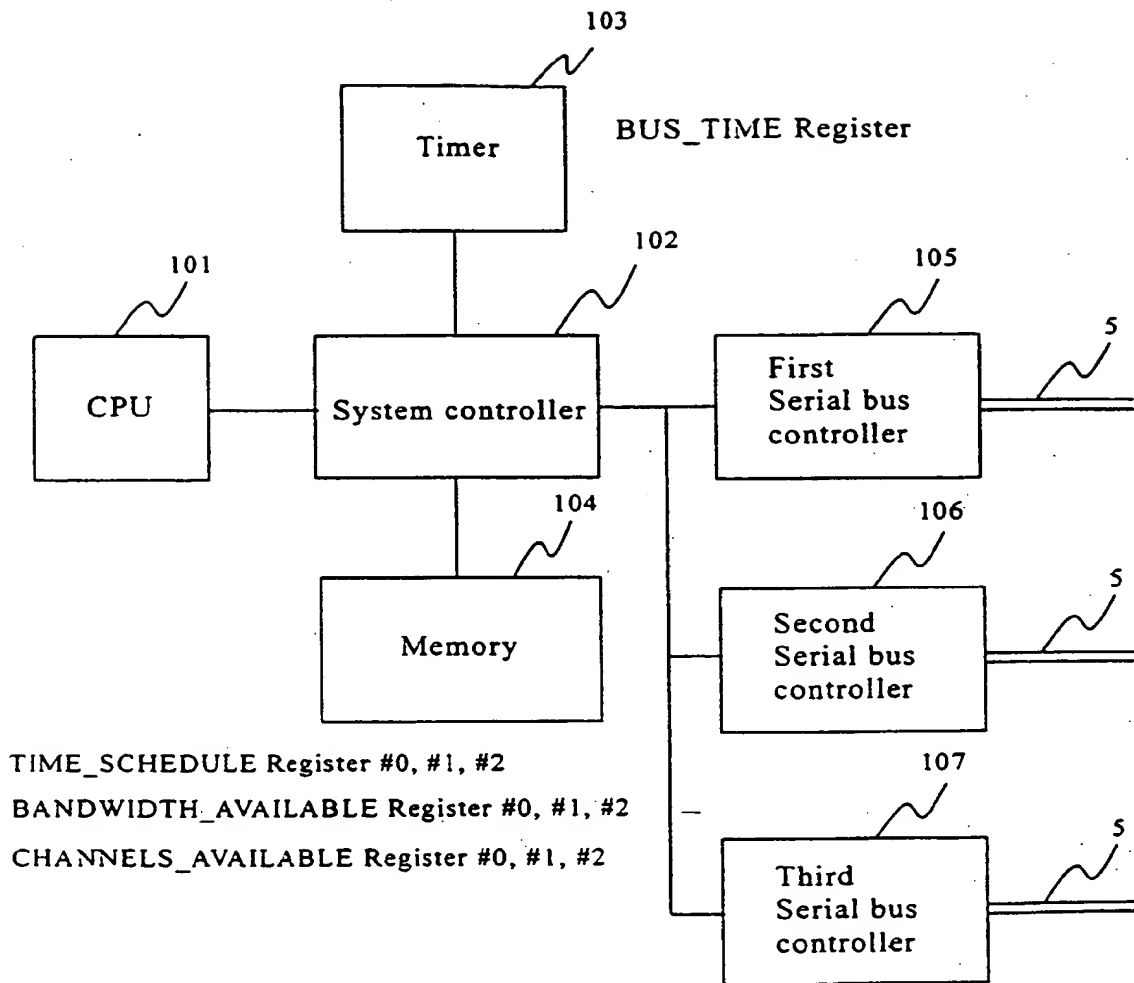 103
Timer
BUS_TIME Register
101
102
105
5
CPU
System controller
First
Serial bus
controller
104
106
5
Memory
Second
Serial bus
controller
TIME_SCHEDULE Register #0, #1, #2
BANDWIDTH_AVAILABLE Register #0, #1, #2
CHANNELS_AVAILABLE Register #0, #1, #2
107
5
Third
Serial bus
controller